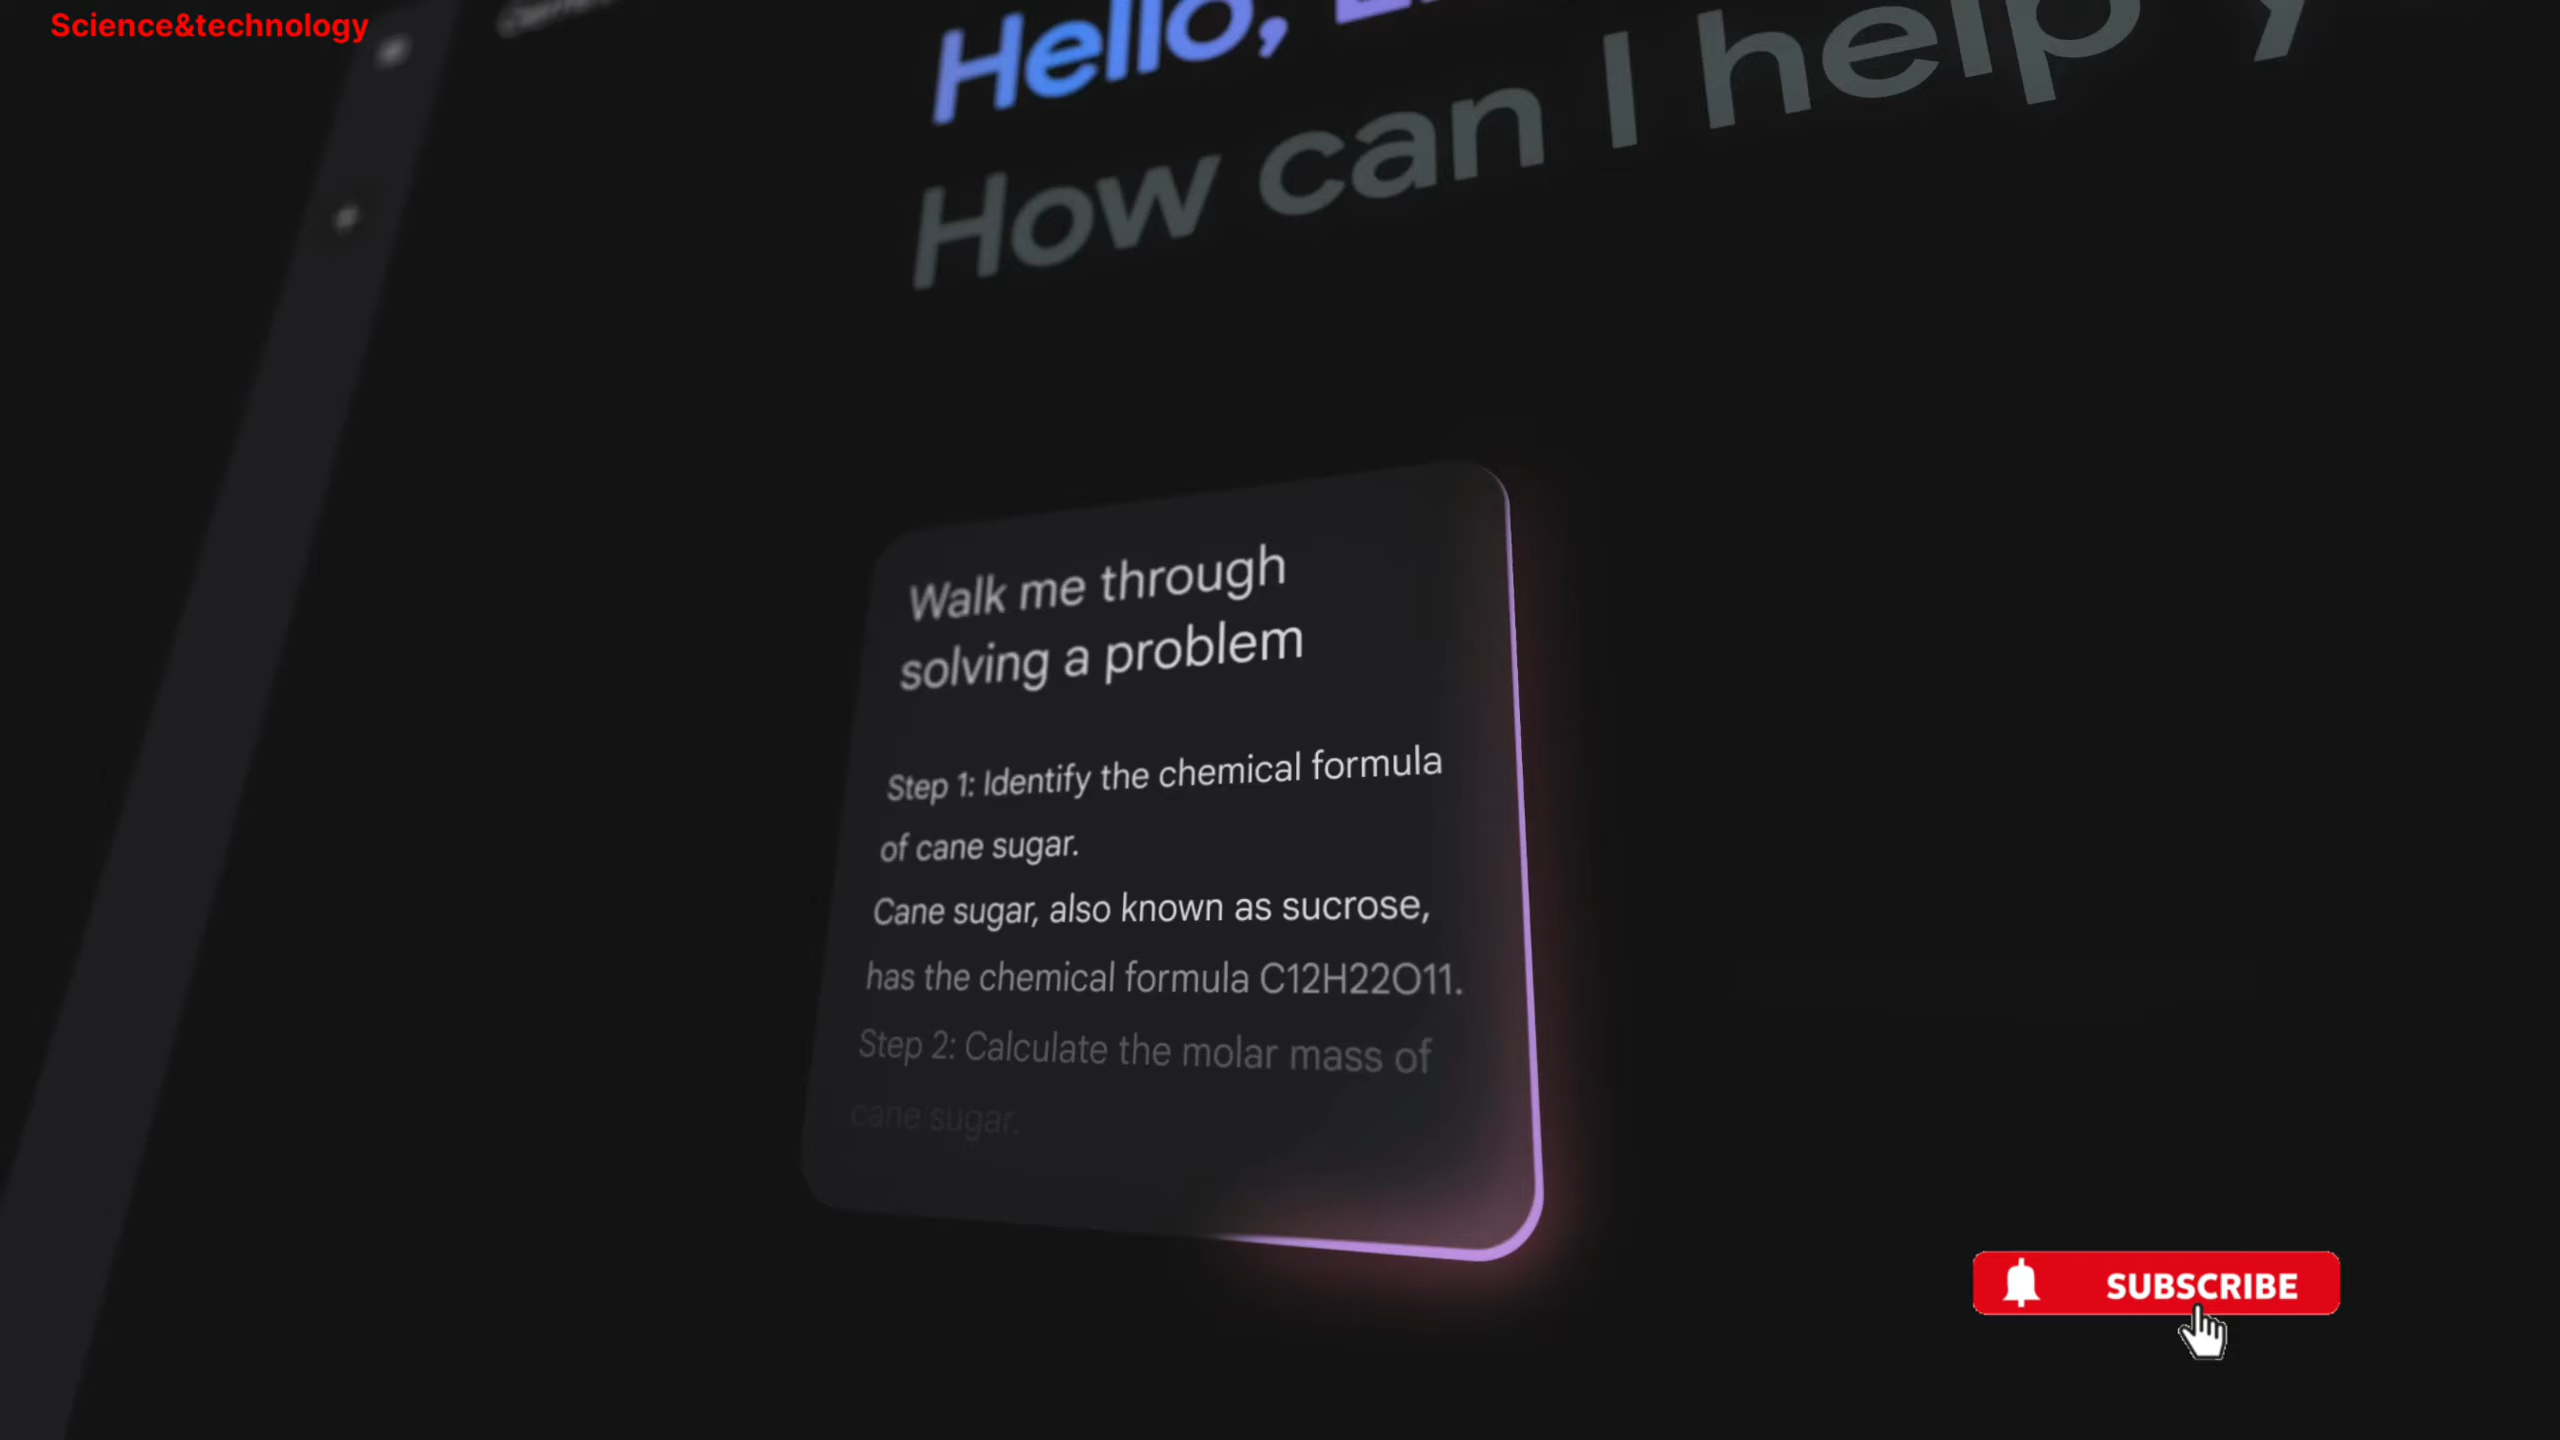 Science&technology
Hello,
How can I help
Walk me through
solving a problem
Step 1: Identify the chemical formula
of cane sugar.
Cane sugar, also known as sucrose,
has the chemical formula C12H22O11.
Step 2: Calculate the molar mass of
cane sugar.
SUBSCRIBE